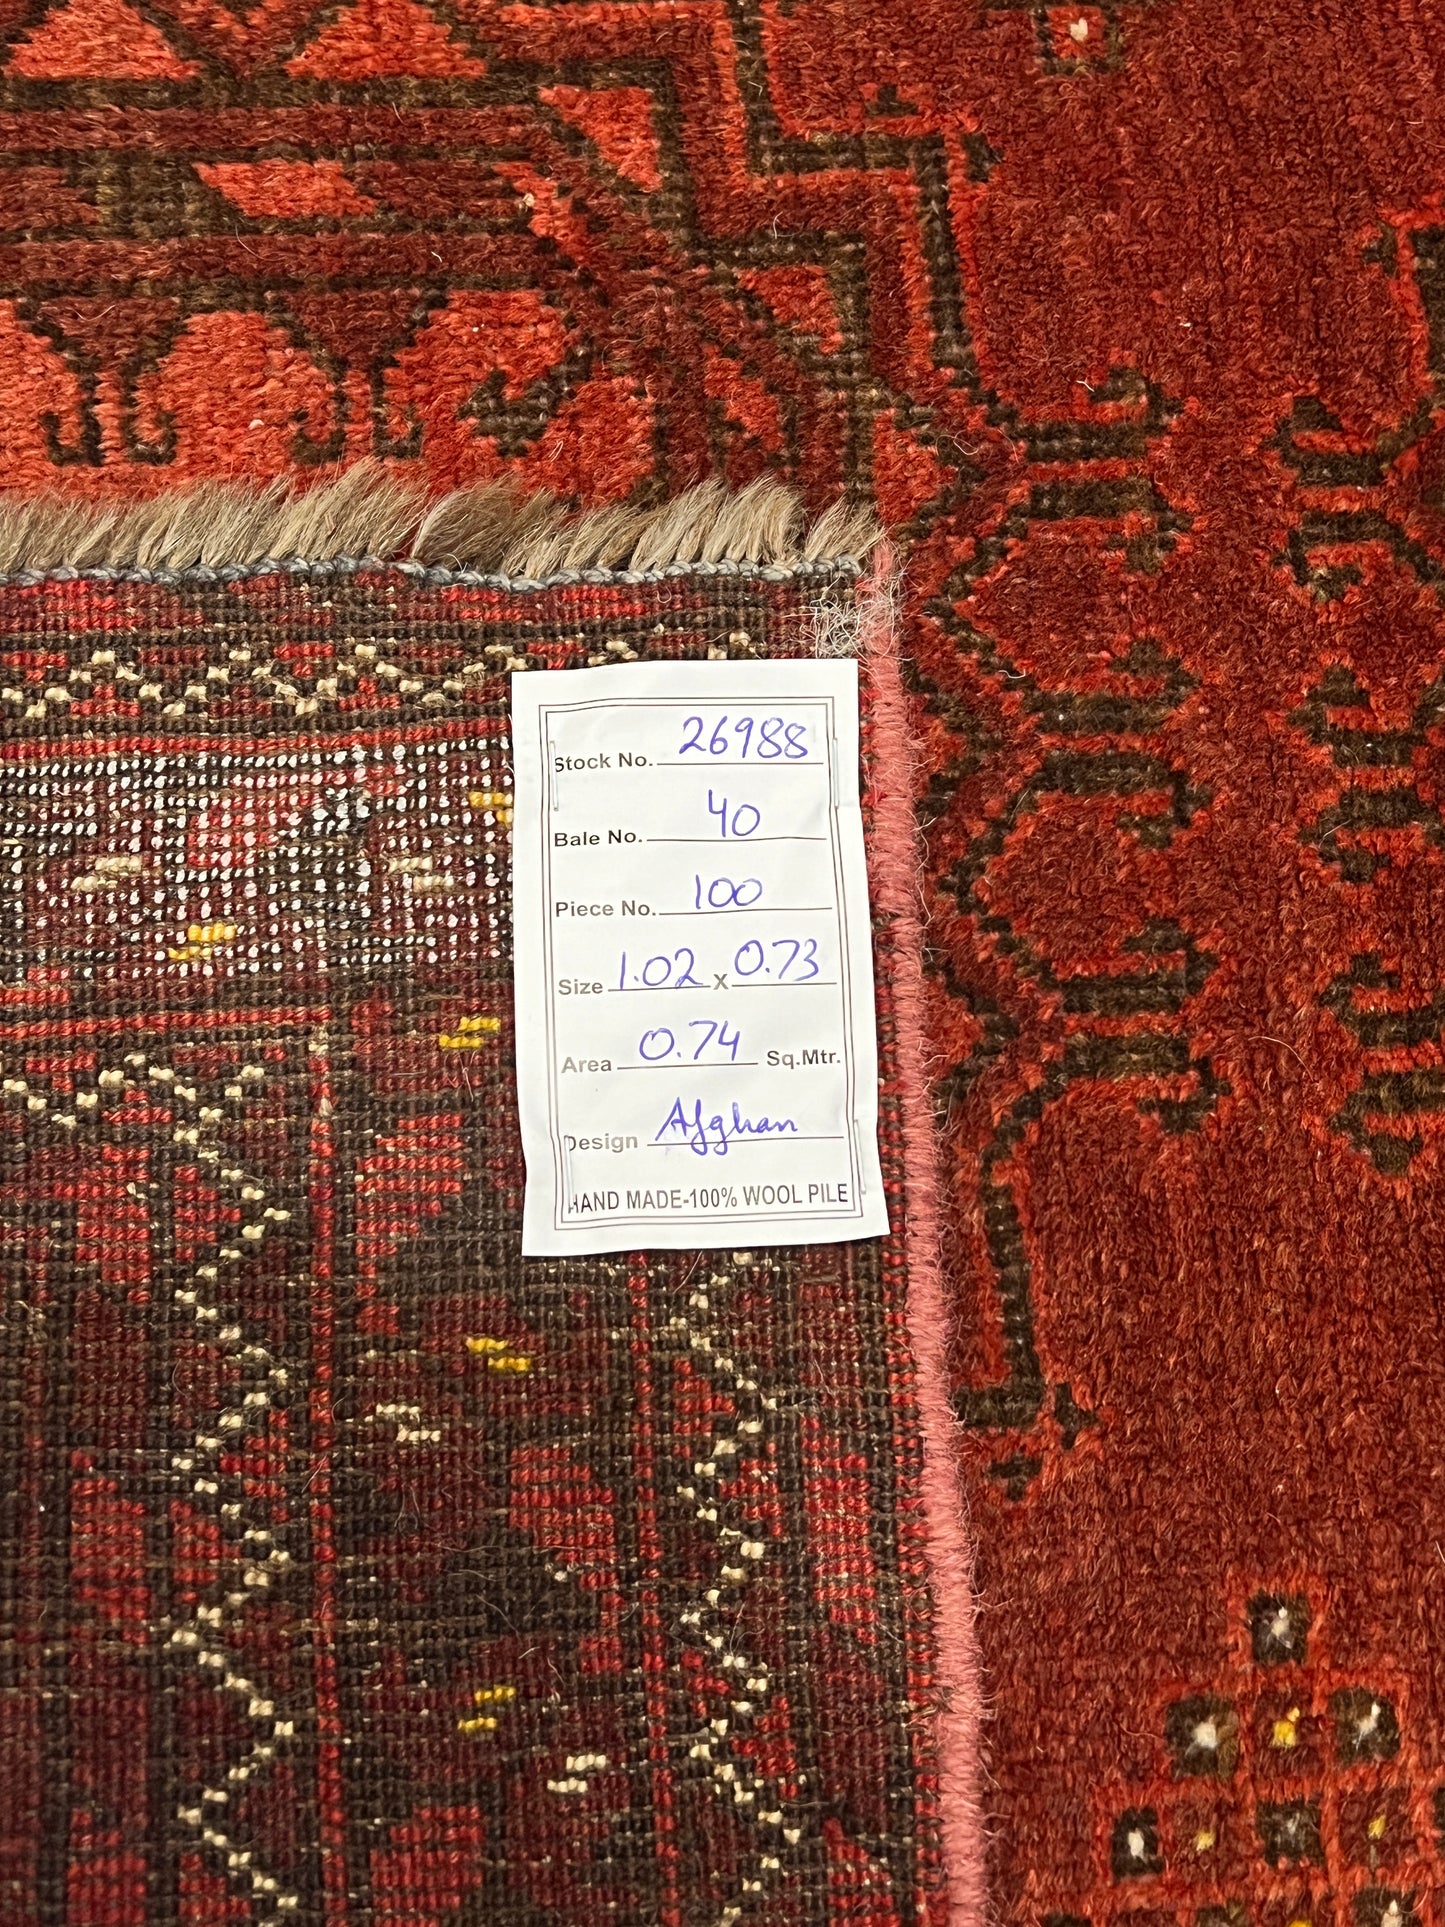 Stock No. 26988
Bale No. 40
Piece No. 100
Size 1.02 x 0.73
Area 0.74 Sq.Mtr.
Design Afghan
HAND MADE-100% WOOL PILE